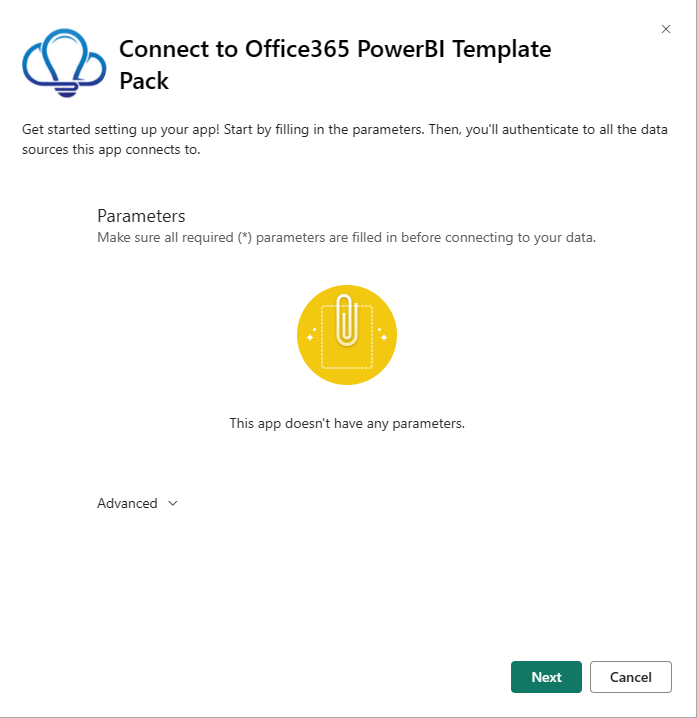 Connect to Office365 PowerBI Template
Pack
Get started setting up your app! Start by filling in the parameters. Then, you'll authenticate to all the data
sources this app connects to.
Parameters
Make sure all required (*) parameters are filled in before connecting to your data.
This app doesn't have any parameters.
Advanced
Next
Cancel